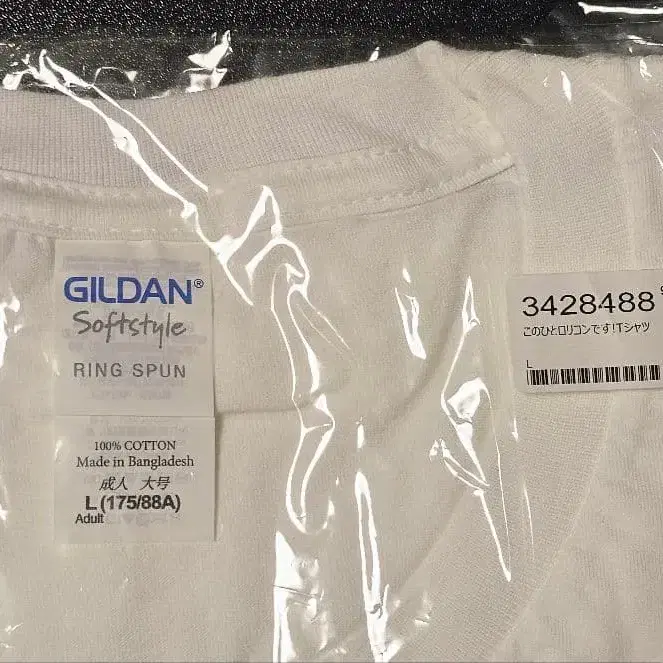 GILDAN®
Softstyle
RING SPUN
100% COTTON
Made in Bangladesh
成人 大号
L (175/88A)
Adult
3428488
このひとロリコンです!Tシャツ
L